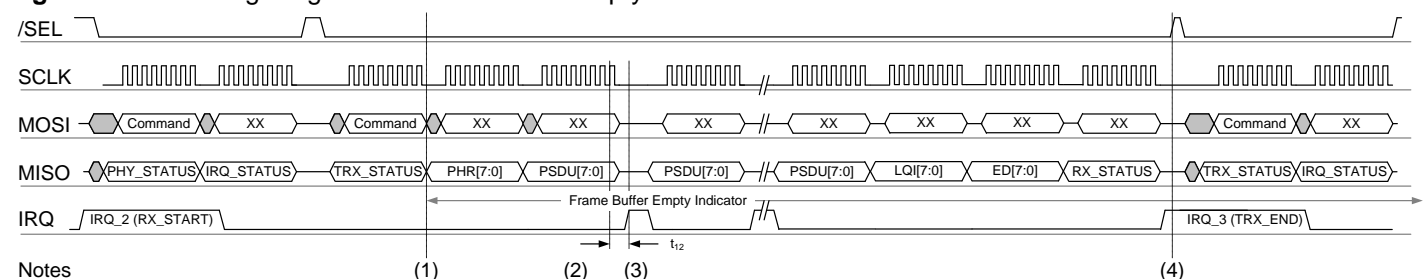 /SEL
SCLK
MOSI Command XX Command XX XX XX XX XX XX XX Command XX
MISO PHY_STATUS IRQ_STATUS TRX_STATUS PHR[7:0] PSDU[7:0] PSDU[7:0] PSDU[7:0] LQI[7:0] ED[7:0] RX_STATUS TRX_STATUS IRQ_STATUS
Frame Buffer Empty Indicator
IRQ IRQ_2 (RX_START) IRQ_3 (TRX_END)
t12
Notes (1) (2) (3) (4)